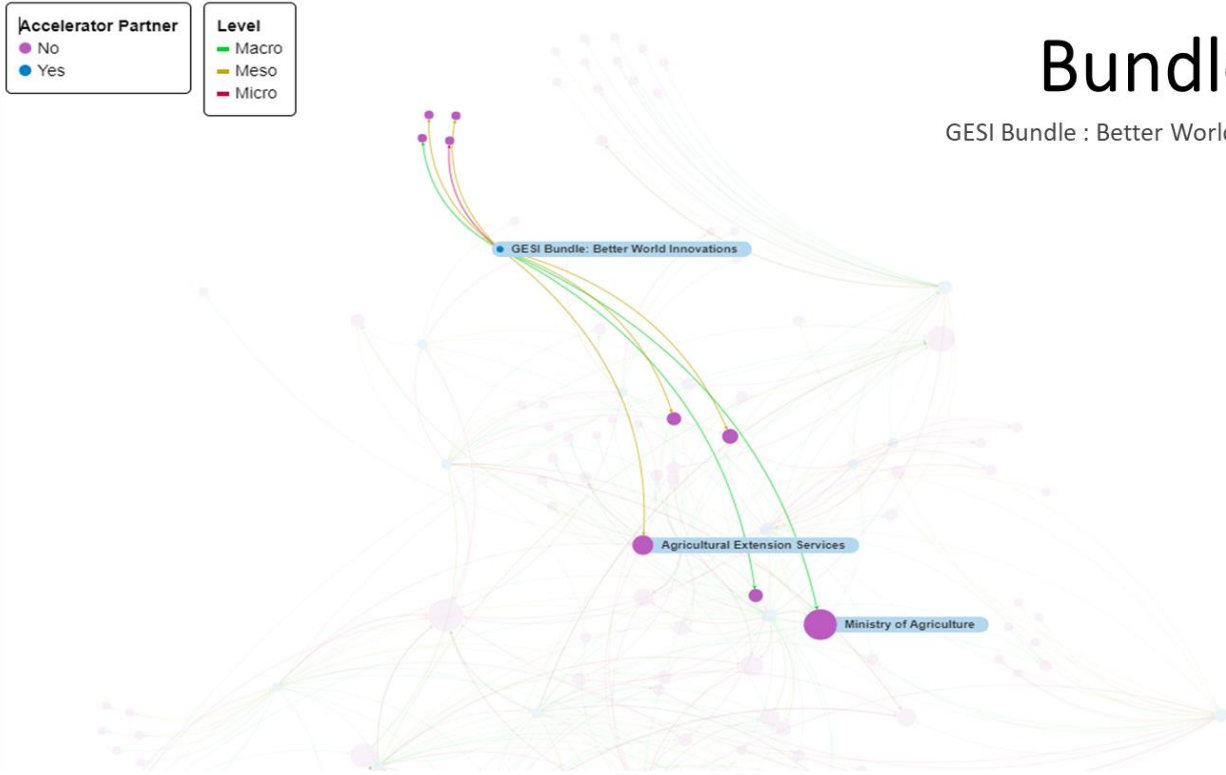 Accelerator Partner
No
Yes
Level
Macro
Meso
Micro
GESI Bundle : Better World
GESI Bundle: Better World Innovations
Agricultural Extension Services
Ministry of Agriculture